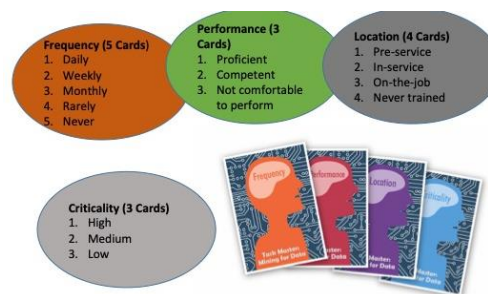 Frequency (5 Cards)
1. Daily
2. Weekly
3. Monthly
4. Rarely
5. Never
Performance (3
Cards)
1. Proficient
2. Competent
3. Not comfortable
to perform
Location (4 Cards)
1. Pre-service
2. In-service
3. On-the-job
4. Never trained
Criticality (3 Cards)
1. High
2. Medium
3. Low
Frequency
Performance
Location
Criticality
Task Master:
Mining for Data